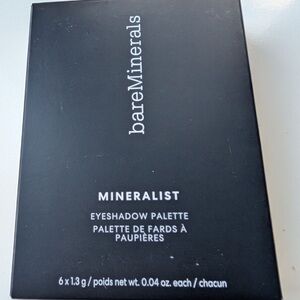 bareMinerals
MINERALIST
EYESHADOW PALETTE
PALETTE DE FARDS À
PAUPIÈRES
6 x 1.3 g / poids net wt. 0.04 oz. each / chacun